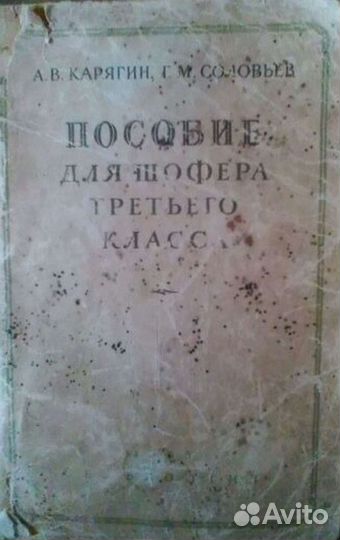 А. В. КАРЯГИН, Г. М. СОЛОВЬЕВ
ПОСОБИЕ
ДЛЯ ШОФЕРА
ТРЕТЬЕГО
КЛАССА
Avito